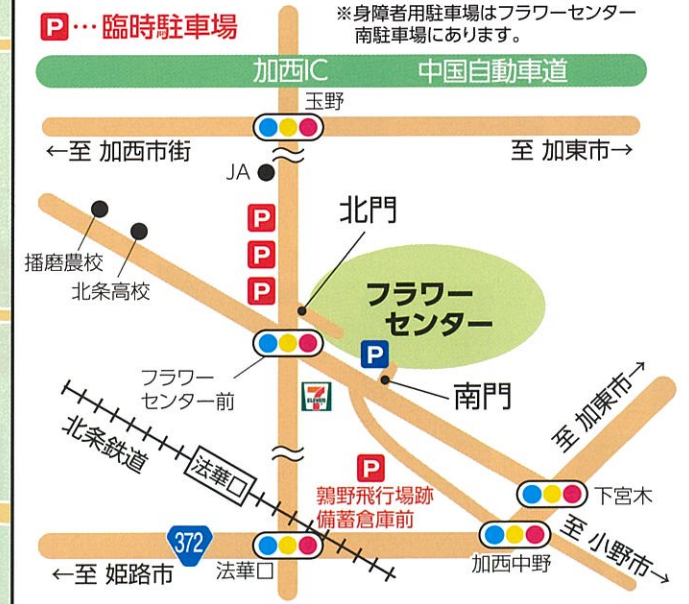 P…臨時駐車場
※身障者用駐車場はフラワーセンター
南駐車場にあります。
加西IC
中国自動車道
玉野
←至 加西市街
至 加東市→
JA
P
P
P
北門
播磨農校
北条高校
フラワー
センター
P
フラワー
センター前
7
ELEVEN
南門
至 加東市→
北条鉄道
法華口
P
鶉野飛行場跡
備蓄倉庫前
下宮木
372
法華口
加西中野
至 小野市→
←至 姫路市